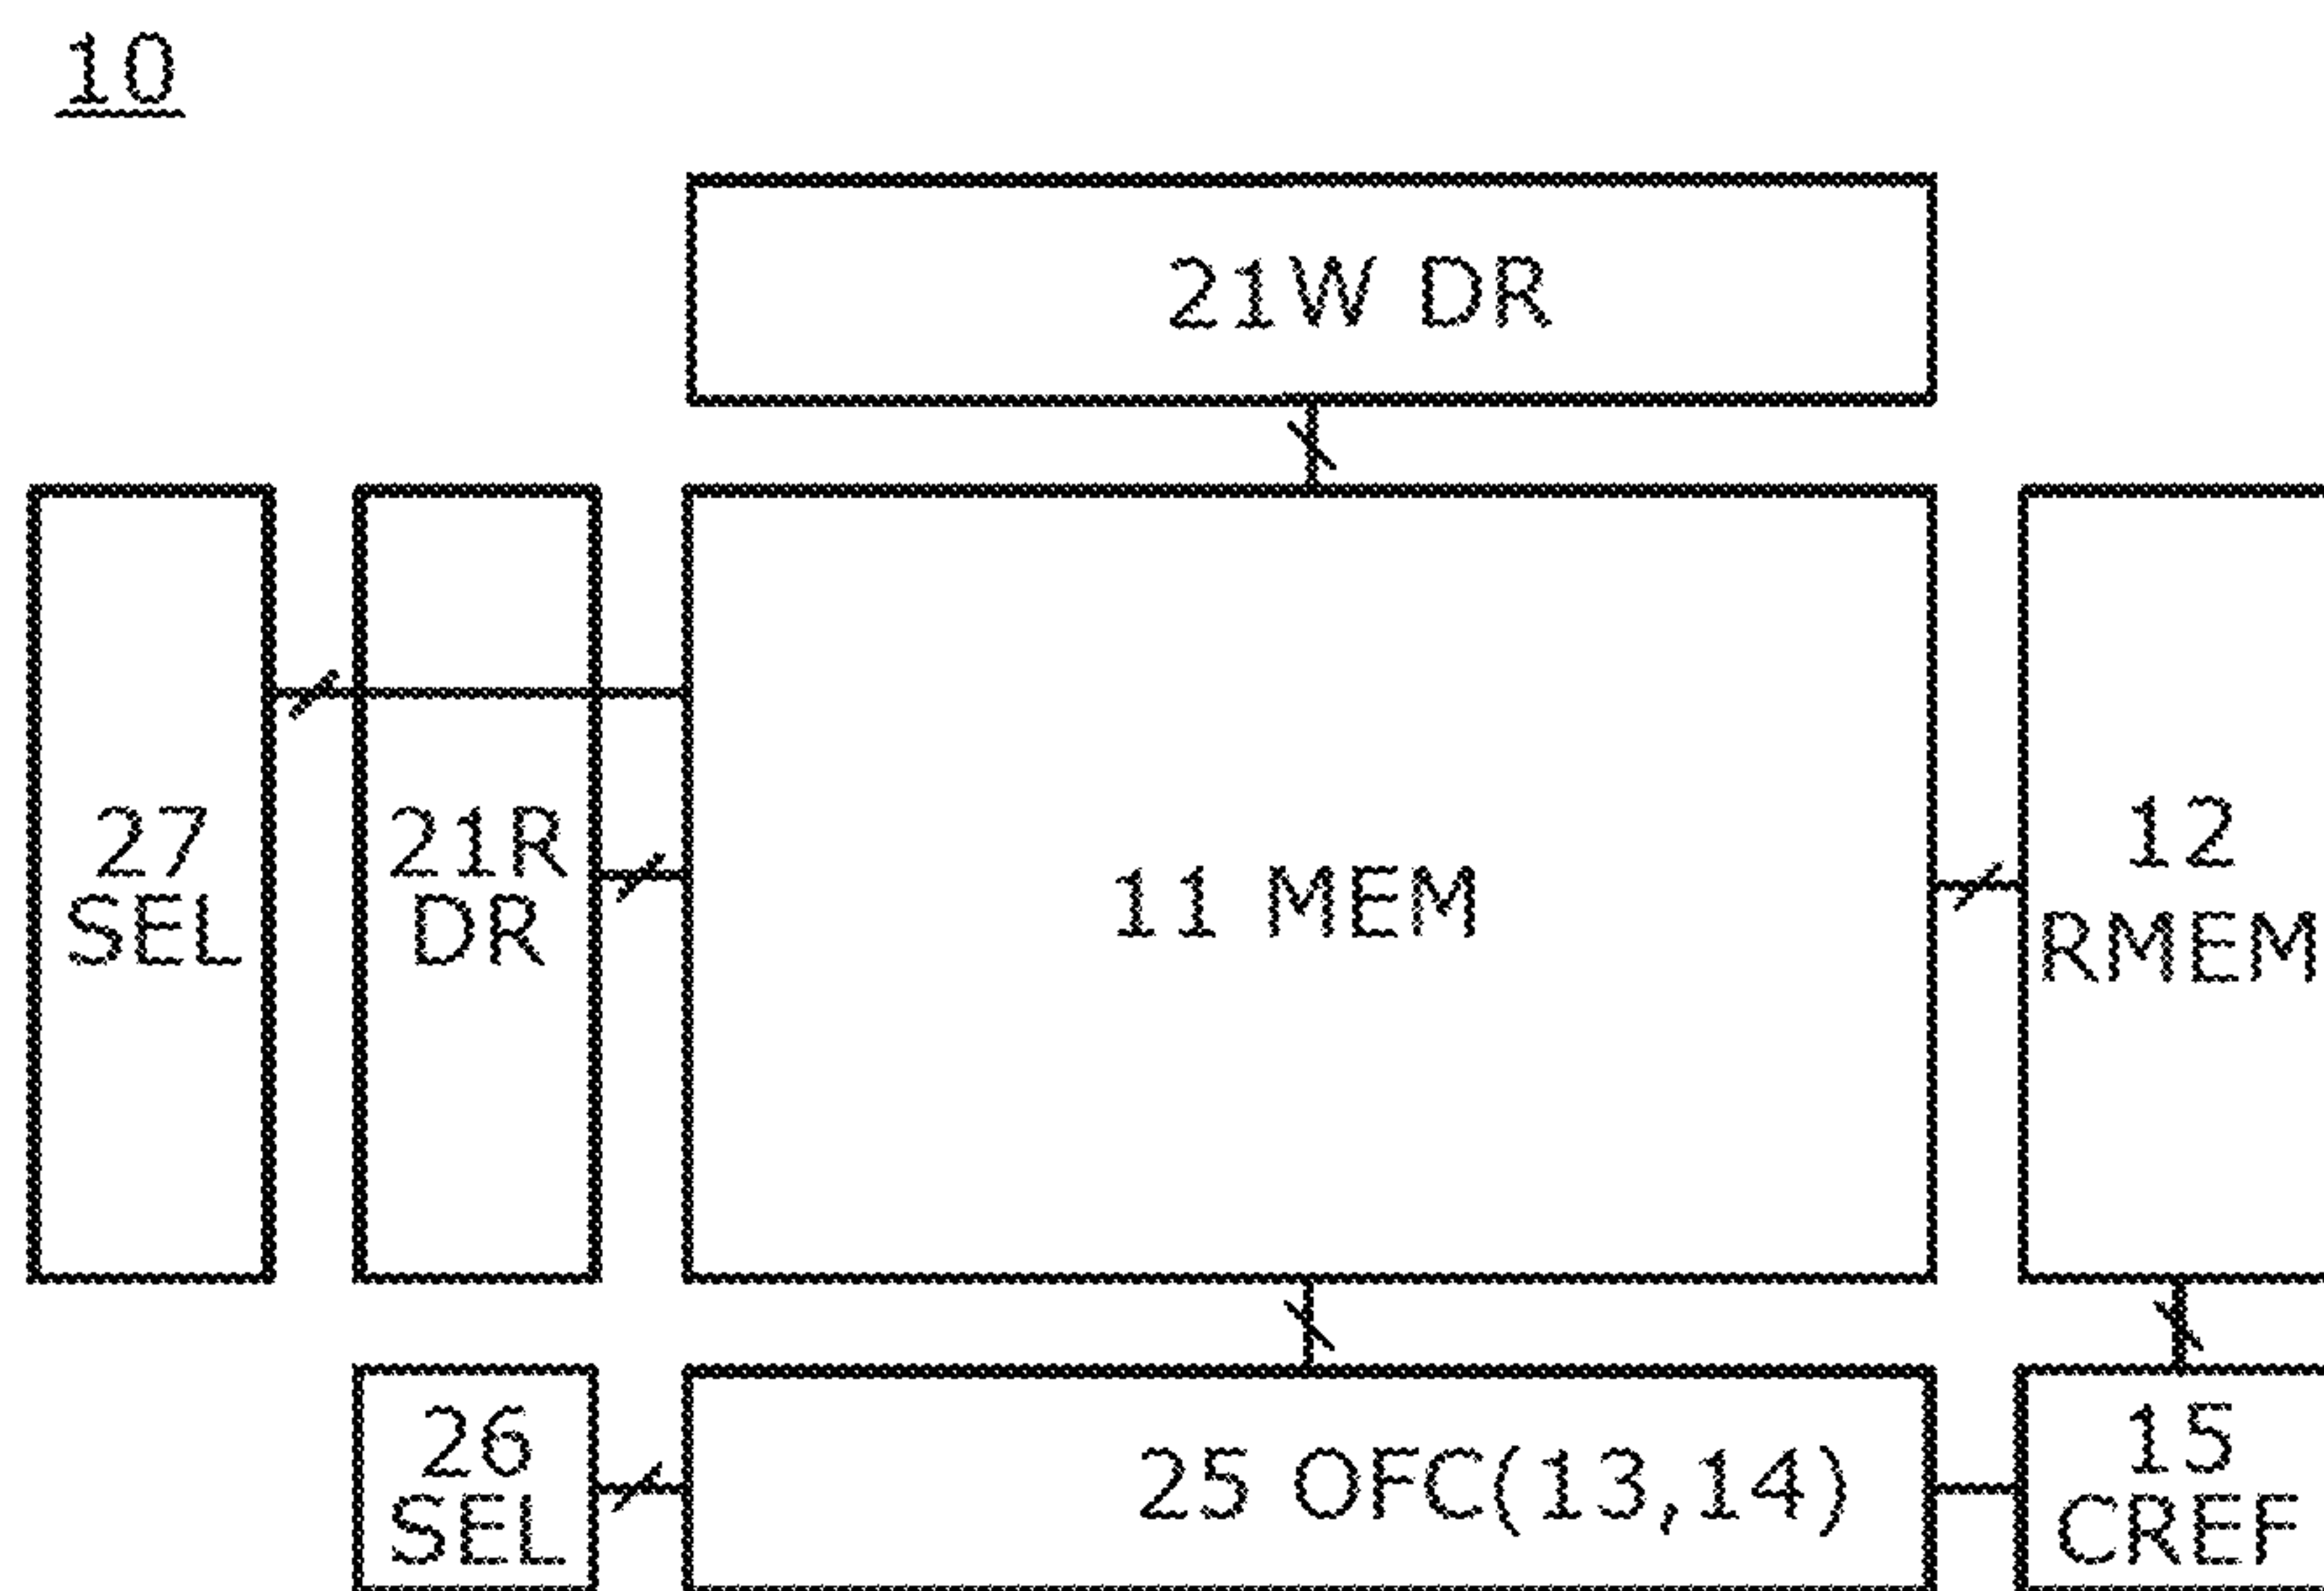 10
21W DR
27
SEL
21R
DR
11 MEM
12
RMEM
26
SEL
25 OFC(13,14)
15
CREF